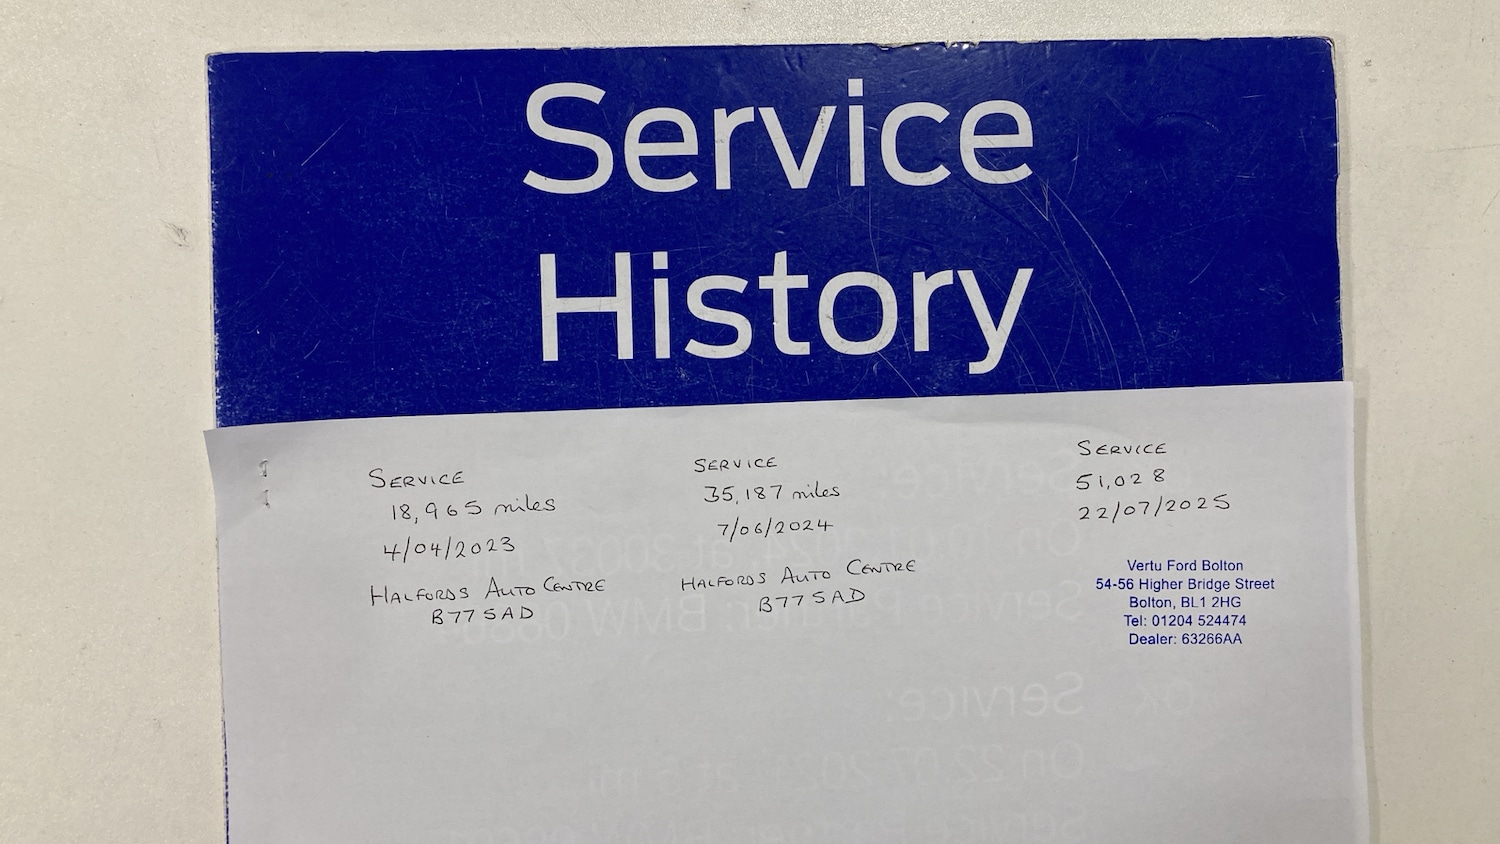 Service
History
SERVICE
18,965 miles
4/04/2023
HALFORDS AUTO CENTRE
B77 5AD
SERVICE
35,187 miles
7/06/2024
HALFORDS AUTO CENTRE
B77 5AD
SERVICE
51,028
22/07/2025
Vertu Ford Bolton
54-56 Higher Bridge Street
Bolton, BL1 2HG
Tel: 01204 524474
Dealer: 63266AA